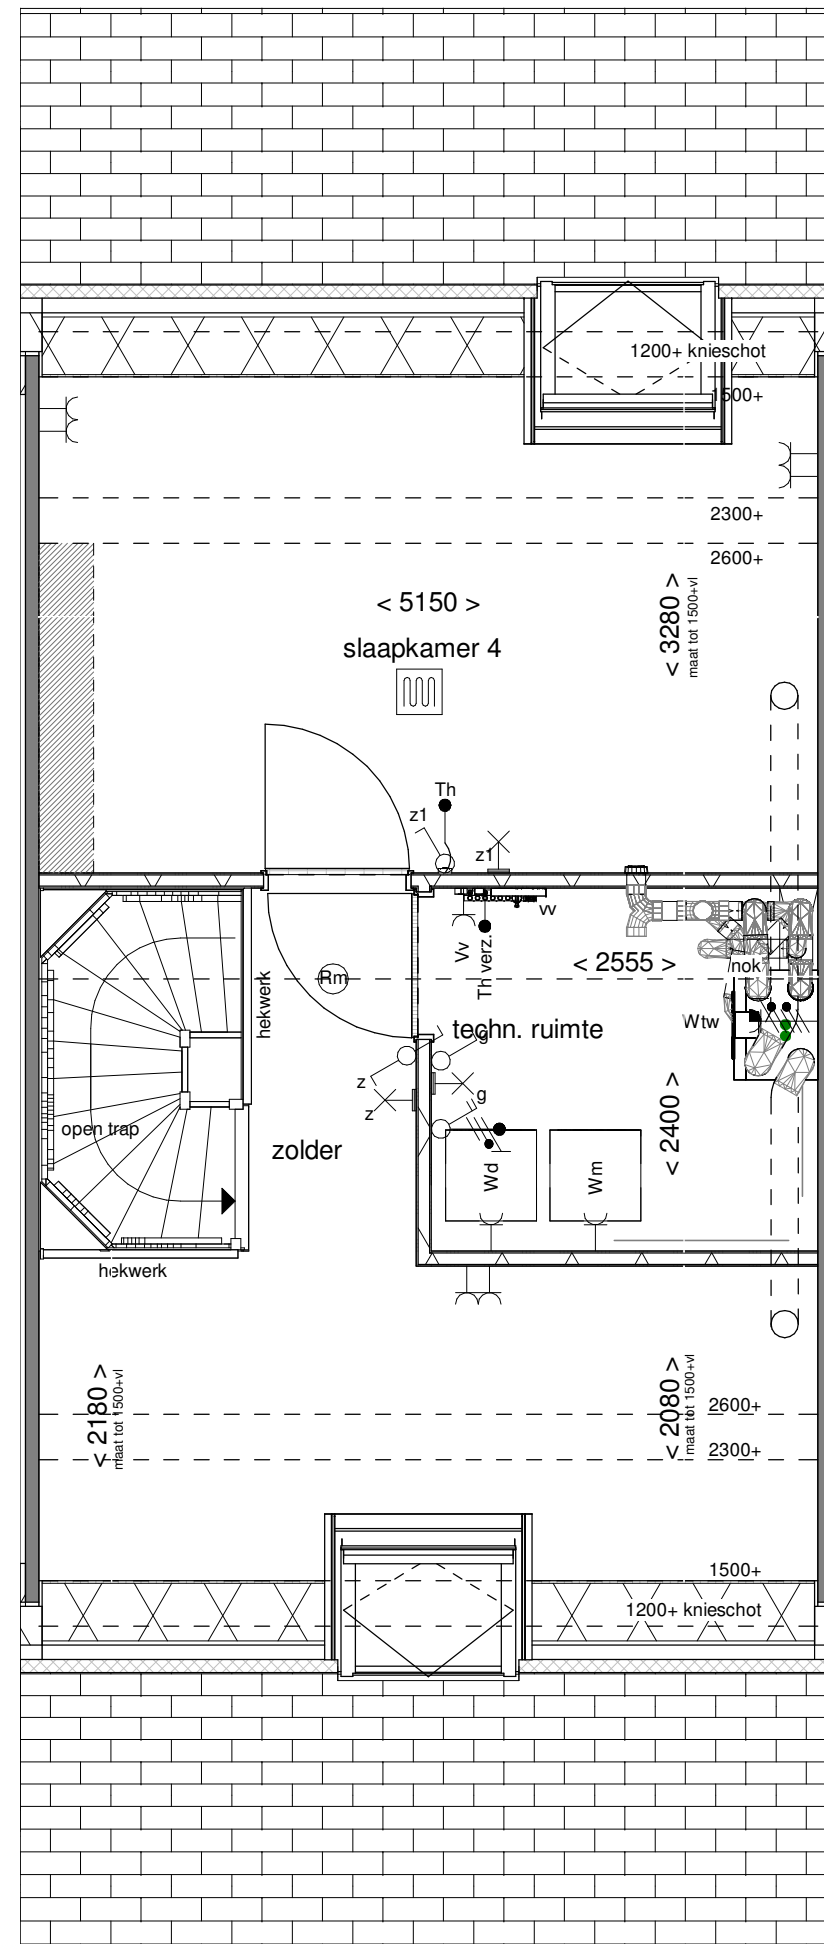 1200+ knieschot
1500+
2300+
2600+
< 5150 >
slaapkamer 4
< 3280 >
maat tot 1500+vl
Th
z1
z1
vv
Vv
Th verz.
< 2555 >
nok
Rm
hekwerk
Wtw
techn. ruimte
g
z
z
g
open trap
zolder
< 2400 >
Wd
Wm
hekwerk
< 2180 >
maat tot 1500+vl
< 2080 >
maat tot 1500+vl
2600+
2300+
1500+
1200+ knieschot